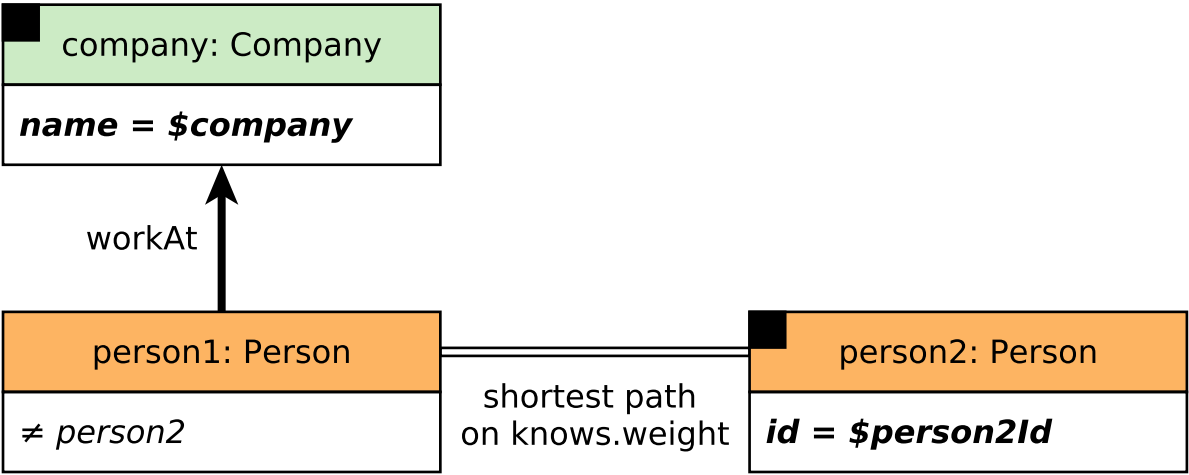 company: Company
name = $company
workAt
person1: Person
≠ person2
shortest path
on knows.weight
person2: Person
id = $person2Id